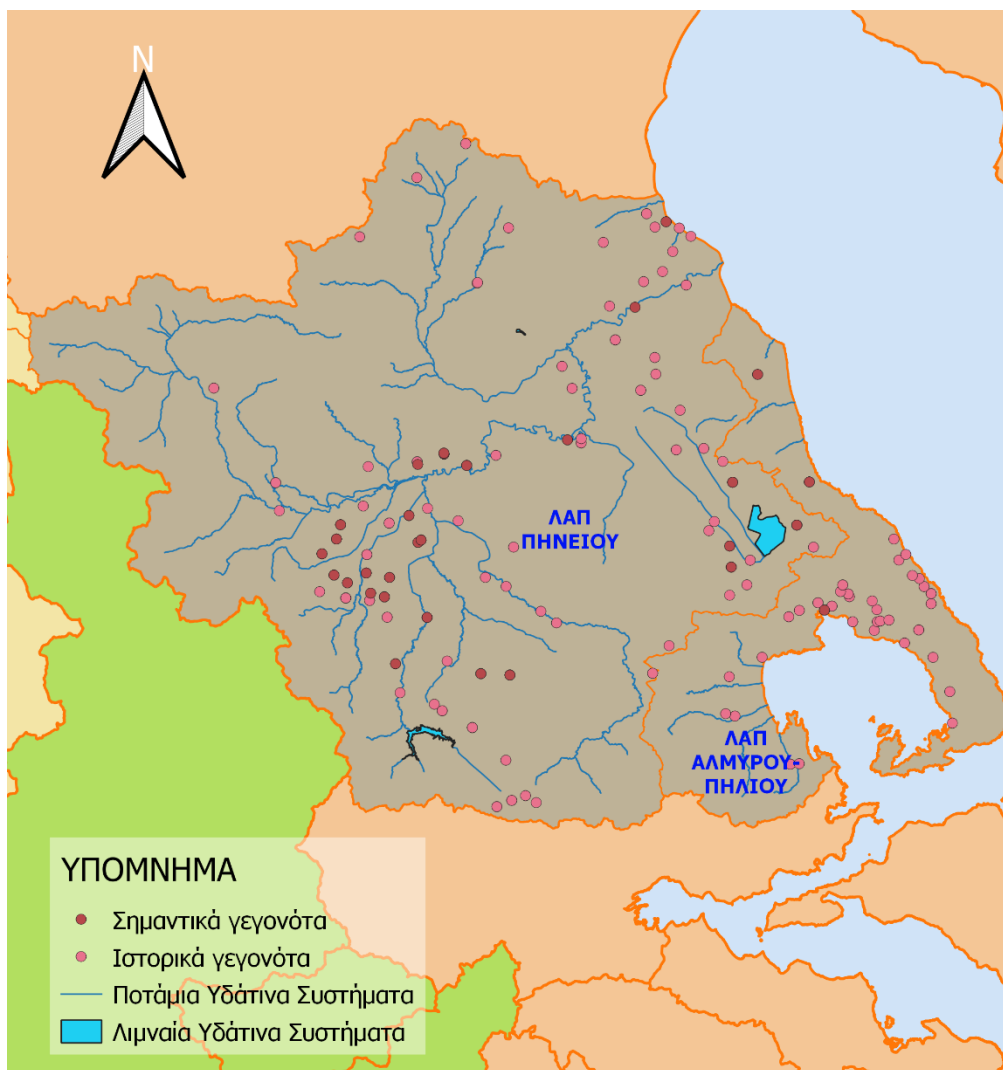 N
ΛΑΠ
ΠΗΝΕΙΟΥ
ΛΑΠ
ΑΛΜΥΡΟΥ-
ΠΗΛΙΟΥ
ΥΠΟΜΝΗΜΑ
Σημαντικά γεγονότα
Ιστορικά γεγονότα
Ποτάμια Υδάτινα Συστήματα
Λιμναία Υδάτινα Συστήματα